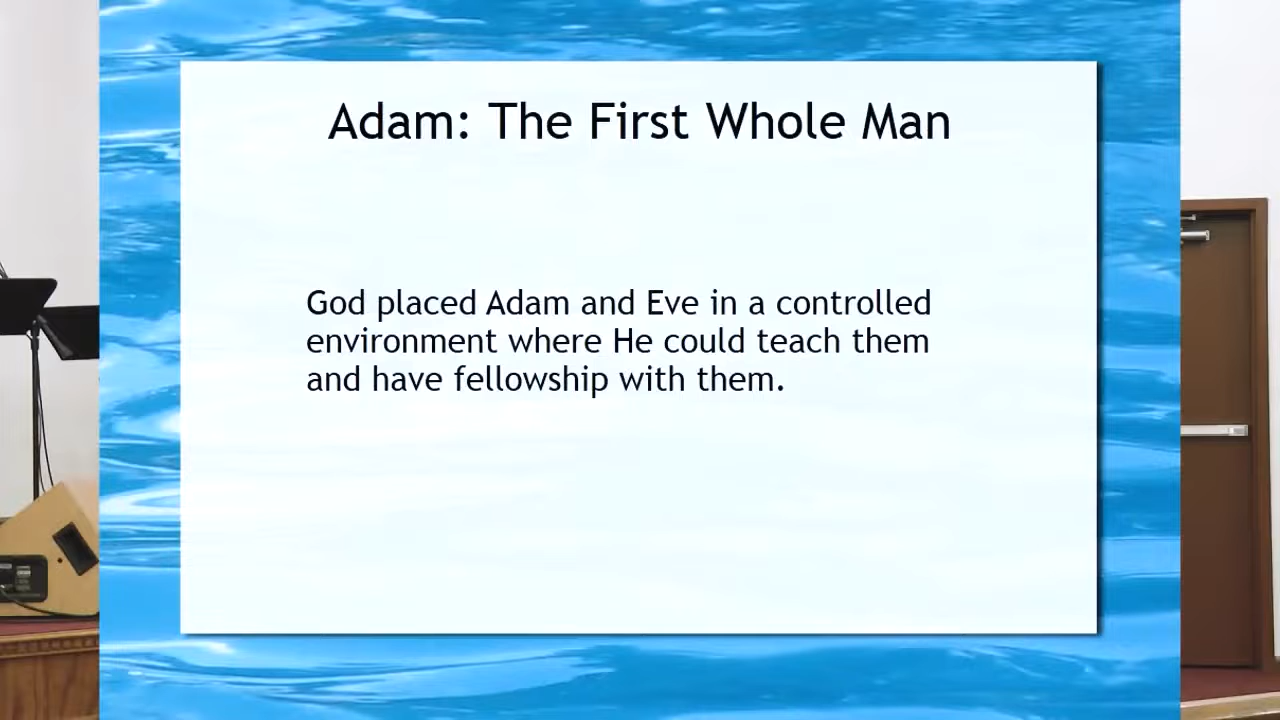 Adam: The First Whole Man
God placed Adam and Eve in a controlled
environment where He could teach them
and have fellowship with them.